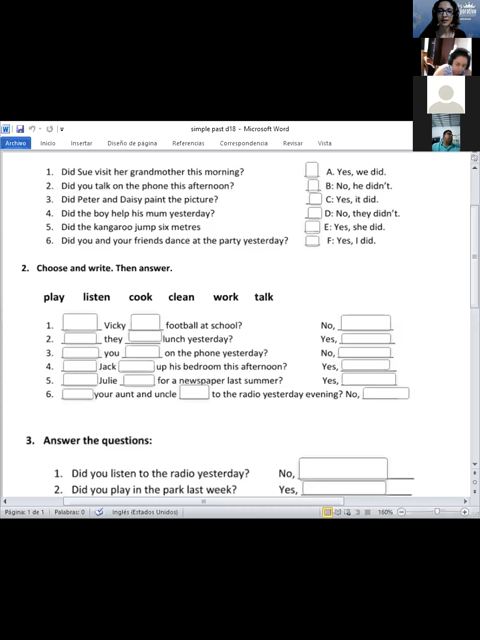 simple past d18 - Microsoft Word
Archivo Inicio Insertar Diseño de página Referencias Correspondencia Revisar Vista
1. Did Sue visit her grandmother this morning? A. Yes, we did.
2. Did you talk on the phone this afternoon? B: No, he didn't.
3. Did Peter and Daisy paint the picture? C: Yes, it did.
4. Did the boy help his mum yesterday? D: No, they didn't.
5. Did the kangaroo jump six metres E: Yes, she did.
6. Did you and your friends dance at the party yesterday? F: Yes, I did.
2. Choose and write. Then answer.
play listen cook clean work talk
1. Vicky football at school? No,
2. they lunch yesterday? Yes,
3. you on the phone yesterday? No,
4. Jack up his bedroom this afternoon? Yes,
5. Julie for a newspaper last summer? Yes,
6. your aunt and uncle to the radio yesterday evening? No,
3. Answer the questions:
1. Did you listen to the radio yesterday? No,
2. Did you play in the park last week? Yes,
Página: 1 de 1 Palabras: 0 Inglés (Estados Unidos) 160%